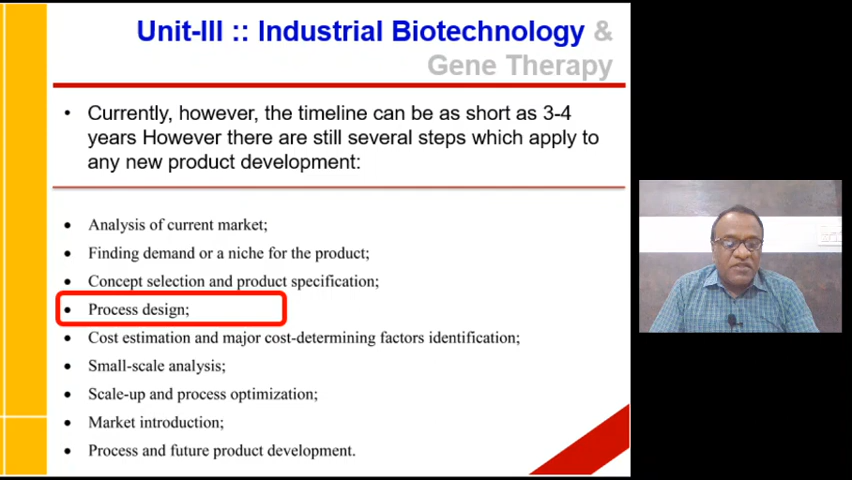 Unit-III :: Industrial Biotechnology &
Gene Therapy
• Currently, however, the timeline can be as short as 3-4
years However there are still several steps which apply to
any new product development:
• Analysis of current market;
• Finding demand or a niche for the product;
• Concept selection and product specification;
• Process design;
• Cost estimation and major cost-determining factors identification;
• Small-scale analysis;
• Scale-up and process optimization;
• Market introduction;
• Process and future product development.